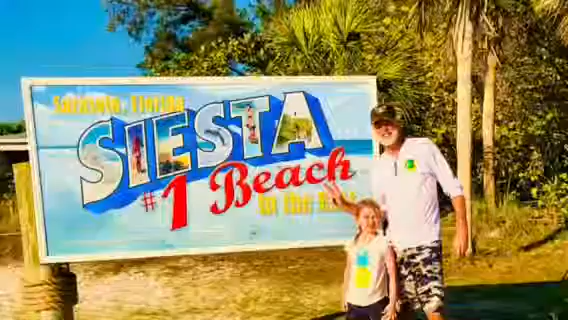 Sarasota, Florida
SIESTA
#1 Beach
in the